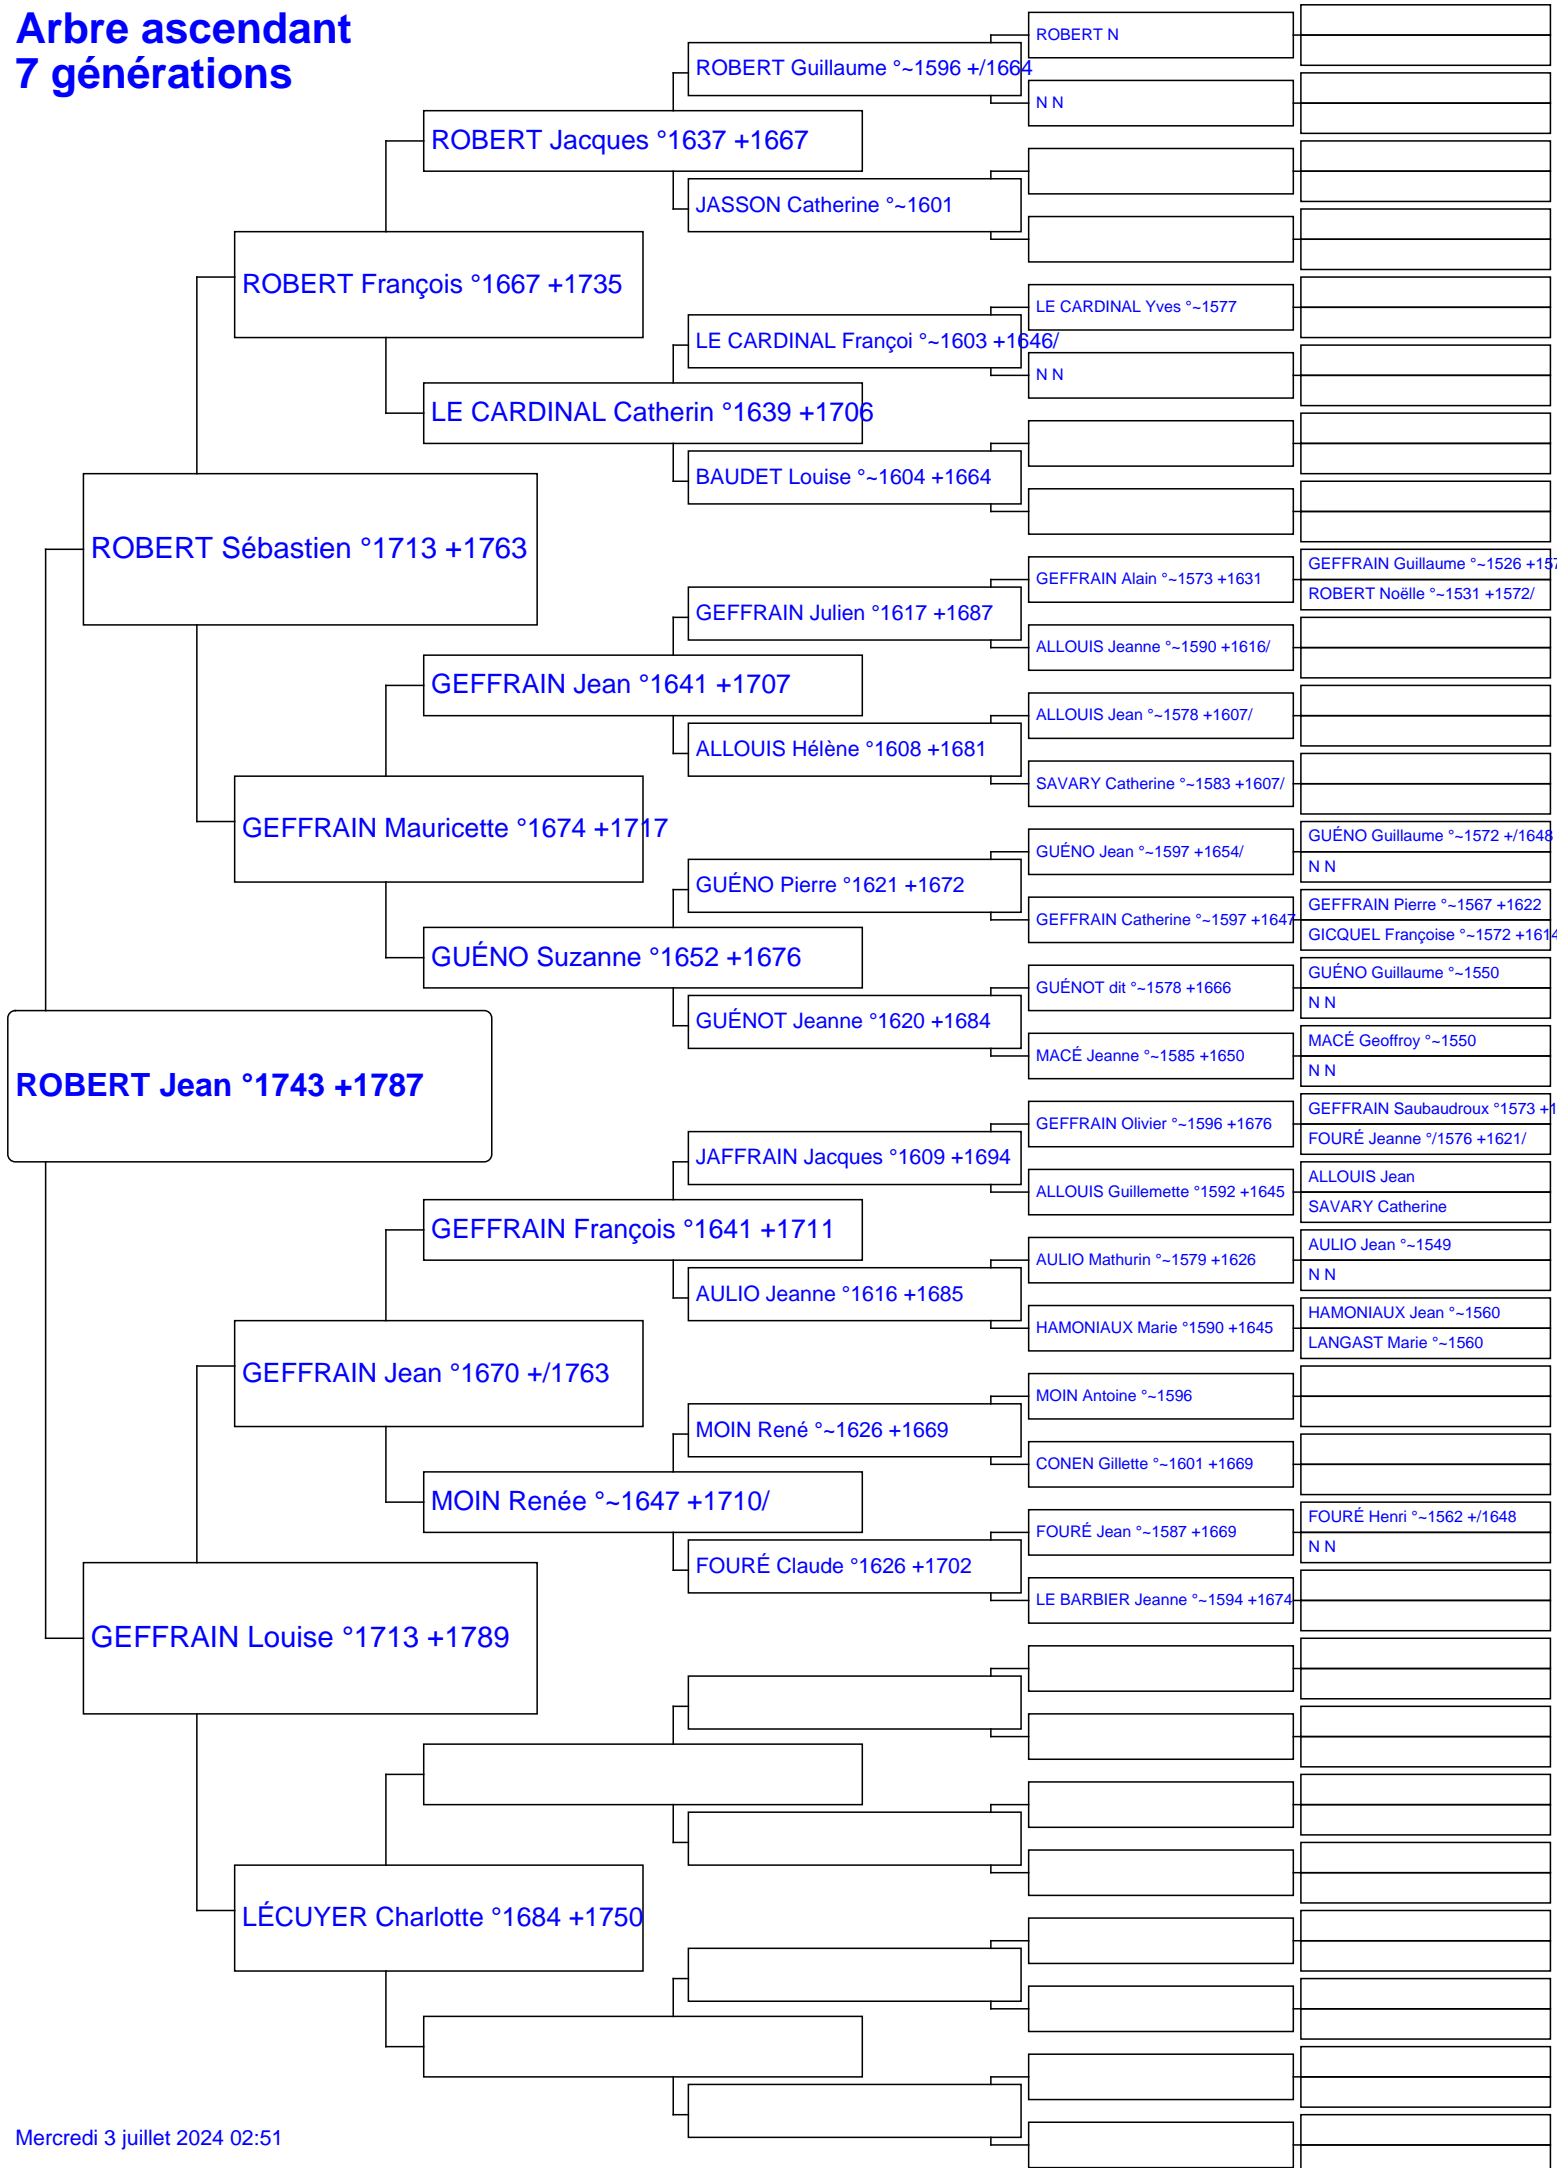 Arbre ascendant
7 générations
ROBERT Jean °1743 +1787
ROBERT Sébastien °1713 +1763
GEFFRAIN Louise °1713 +1789
ROBERT François °1667 +1735
GEFFRAIN Mauricette °1674 +1717
GEFFRAIN Jean °1670 +/1763
LÉCUYER Charlotte °1684 +1750
ROBERT Jacques °1637 +1667
LE CARDINAL Catherin °1639 +1706
GEFFRAIN Jean °1641 +1707
GUÉNO Suzanne °1652 +1676
GEFFRAIN François °1641 +1711
MOIN Renée °~1647 +1710/
ROBERT Guillaume °~1596 +/1664
JASSON Catherine °~1601
LE CARDINAL Françoi °~1603 +1646/
BAUDET Louise °~1604 +1664
GEFFRAIN Julien °1617 +1687
ALLOUIS Hélène °1608 +1681
GUÉNO Pierre °1621 +1672
GUÉNOT Jeanne °1620 +1684
JAFFRAIN Jacques °1609 +1694
AULIO Jeanne °1616 +1685
MOIN René °~1626 +1669
FOURÉ Claude °1626 +1702
ROBERT N
N N
LE CARDINAL Yves °~1577
N N
GEFFRAIN Alain °~1573 +1631
ALLOUIS Jeanne °~1590 +1616/
ALLOUIS Jean °~1578 +1607/
SAVARY Catherine °~1583 +1607/
GUÉNO Jean °~1597 +1654/
GEFFRAIN Catherine °~1597 +1647
GUÉNOT dit °~1578 +1666
MACÉ Jeanne °~1585 +1650
GEFFRAIN Olivier °~1596 +1676
ALLOUIS Guillemette °1592 +1645
AULIO Mathurin °~1579 +1626
HAMONIAUX Marie °1590 +1645
MOIN Antoine °~1596
CONEN Gillette °~1601 +1669
FOURÉ Jean °~1587 +1669
LE BARBIER Jeanne °~1594 +1674
GEFFRAIN Guillaume °~1526 +157
ROBERT Noëlle °~1531 +1572/
GUÉNO Guillaume °~1572 +/1648
N N
GEFFRAIN Pierre °~1567 +1622
GICQUEL Françoise °~1572 +1614
GUÉNO Guillaume °~1550
N N
MACÉ Geoffroy °~1550
N N
GEFFRAIN Saubaudroux °1573 +1
FOURÉ Jeanne °/1576 +1621/
ALLOUIS Jean
SAVARY Catherine
AULIO Jean °~1549
N N
HAMONIAUX Jean °~1560
LANGAST Marie °~1560
FOURÉ Henri °~1562 +/1648
N N
Mercredi 3 juillet 2024 02:51